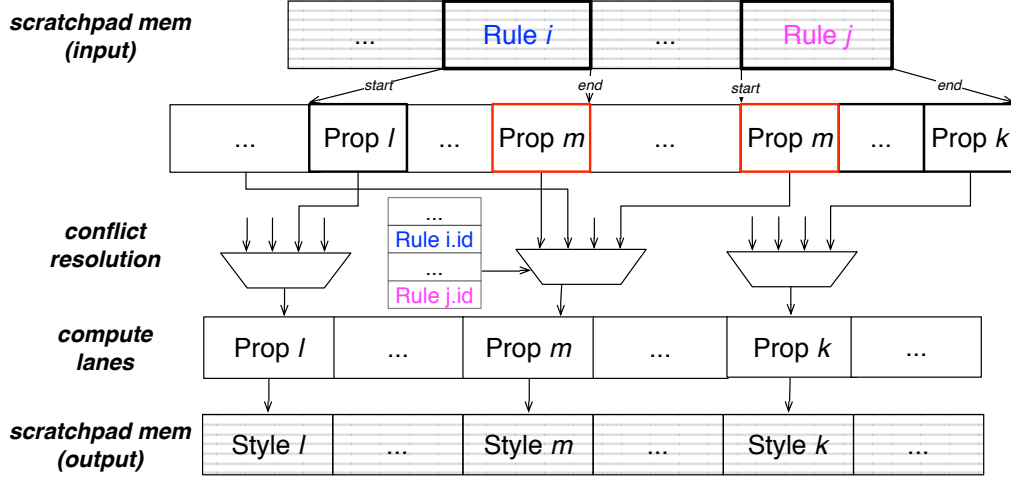 scratchpad mem
(input)
... Rule i ... Rule j
start end start end
... Prop l ... Prop m ... Prop m ... Prop k
conflict
resolution
...
Rule i.id
...
Rule j.id
compute
lanes
Prop l ... Prop m ... Prop k ...
scratchpad mem
(output)
Style l ... Style m ... Style k ...